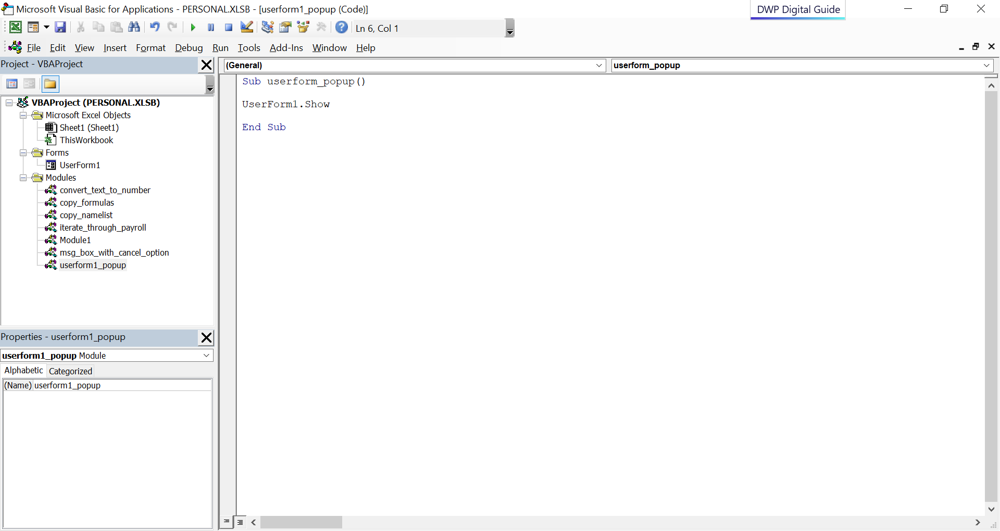 Microsoft Visual Basic for Applications - PERSONAL.XLSB - [userform1_popup (Code)]
DWP Digital Guide
Ln 6, Col 1
File Edit View Insert Format Debug Run Tools Add-Ins Window Help
Project - VBAProject
VBAProject (PERSONAL.XLSB)
Microsoft Excel Objects
Sheet1 (Sheet1)
ThisWorkbook
Forms
UserForm1
Modules
convert_text_to_number
copy_formulas
copy_namelist
iterate_through_payroll
Module1
msg_box_with_cancel_option
userform1_popup
Properties - userform1_popup
userform1_popup Module
Alphabetic Categorized
(Name) userform1_popup
(General) userform_popup
Sub userform_popup()
UserForm1.Show
End Sub